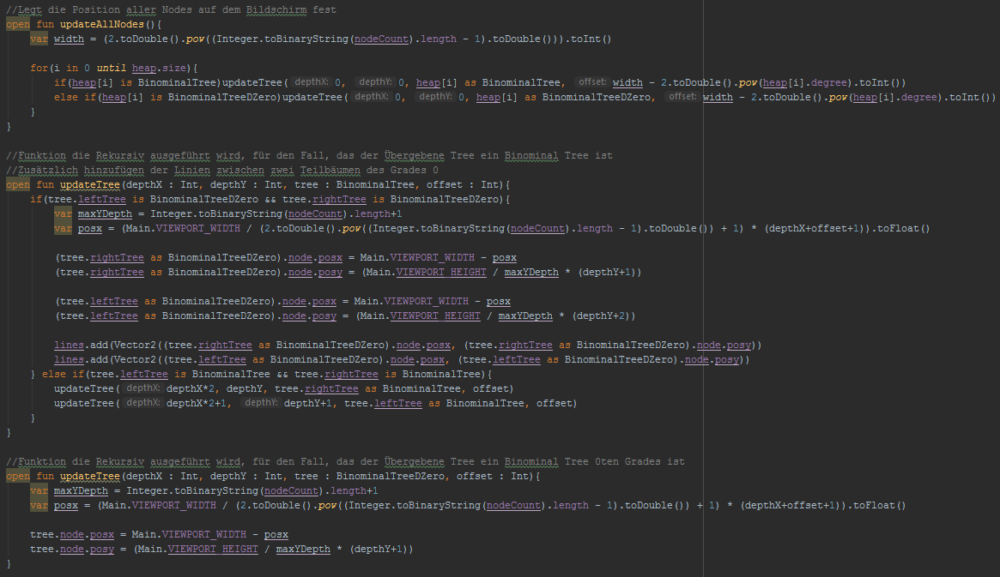 //Legt die Position aller Nodes auf dem Bildschirm fest
open fun updateAllNodes(){
var width = (2.toDouble().pow((Integer.toBinaryString(nodeCount).length - 1).toDouble())).toInt()
for(i in 0 until heap.size){
if(heap[i] is BinominalTree)updateTree( depthX: 0, depthY: 0, heap[i] as BinominalTree, offset: width - 2.toDouble().pow(heap[i].degree).toInt())
else if(heap[i] is BinominalTreeDZero)updateTree( depthX: 0, depthY: 0, heap[i] as BinominalTreeDZero, offset: width - 2.toDouble().pow(heap[i].degree).toInt())
}
}
//Funktion die Rekursiv ausgeführt wird, für den Fall, das der Übergebene Tree ein Binominal Tree ist
//Zusätzlich hinzufügen der Linien zwischen zwei Teilbäumen des Grades 0
open fun updateTree(depthX : Int, depthY : Int, tree : BinominalTree, offset : Int){
if(tree.leftTree is BinominalTreeDZero && tree.rightTree is BinominalTreeDZero){
var maxYDepth = Integer.toBinaryString(nodeCount).length+1
var posx = (Main.VIEWPORT_WIDTH / (2.toDouble().pow((Integer.toBinaryString(nodeCount).length - 1).toDouble()) + 1) * (depthX+offset+1)).toFloat()
(tree.rightTree as BinominalTreeDZero).node.posx = Main.VIEWPORT_WIDTH - posx
(tree.rightTree as BinominalTreeDZero).node.posy = (Main.VIEWPORT_HEIGHT / maxYDepth * (depthY+1))
(tree.leftTree as BinominalTreeDZero).node.posx = Main.VIEWPORT_WIDTH - posx
(tree.leftTree as BinominalTreeDZero).node.posy = (Main.VIEWPORT_HEIGHT / maxYDepth * (depthY+2))
lines.add(Vector2((tree.rightTree as BinominalTreeDZero).node.posx, (tree.rightTree as BinominalTreeDZero).node.posy))
lines.add(Vector2((tree.leftTree as BinominalTreeDZero).node.posx, (tree.leftTree as BinominalTreeDZero).node.posy))
} else if(tree.leftTree is BinominalTree && tree.rightTree is BinominalTree){
updateTree( depthX: depthX*2, depthY, tree.rightTree as BinominalTree, offset)
updateTree( depthX: depthX*2+1, depthY: depthY+1, tree.leftTree as BinominalTree, offset)
}
}
//Funktion die Rekursiv ausgeführt wird, für den Fall, das der Übergebene Tree ein Binominal Tree 0ten Grades ist
open fun updateTree(depthX : Int, depthY : Int, tree : BinominalTreeDZero, offset : Int){
var maxYDepth = Integer.toBinaryString(nodeCount).length+1
var posx = (Main.VIEWPORT_WIDTH / (2.toDouble().pow((Integer.toBinaryString(nodeCount).length - 1).toDouble()) + 1) * (depthX+offset+1)).toFloat()
tree.node.posx = Main.VIEWPORT_WIDTH - posx
tree.node.posy = (Main.VIEWPORT_HEIGHT / maxYDepth * (depthY+1))
}